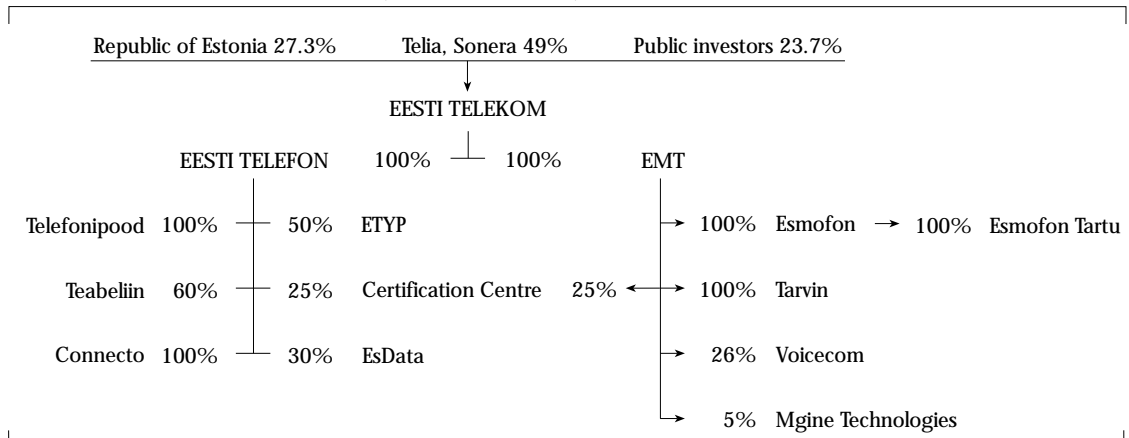 Republic of Estonia 27.3% Telia, Sonera 49% Public investors 23.7%
EESTI TELEKOM
EESTI TELEFON 100% 100% EMT
Telefonipood 100% 50% ETYP 100% Esmofon 100% Esmofon Tartu
Teabeliin 60% 25% Certification Centre 25% 100% Tarvin
Connecto 100% 30% EsData 26% Voicecom
5% Mgine Technologies